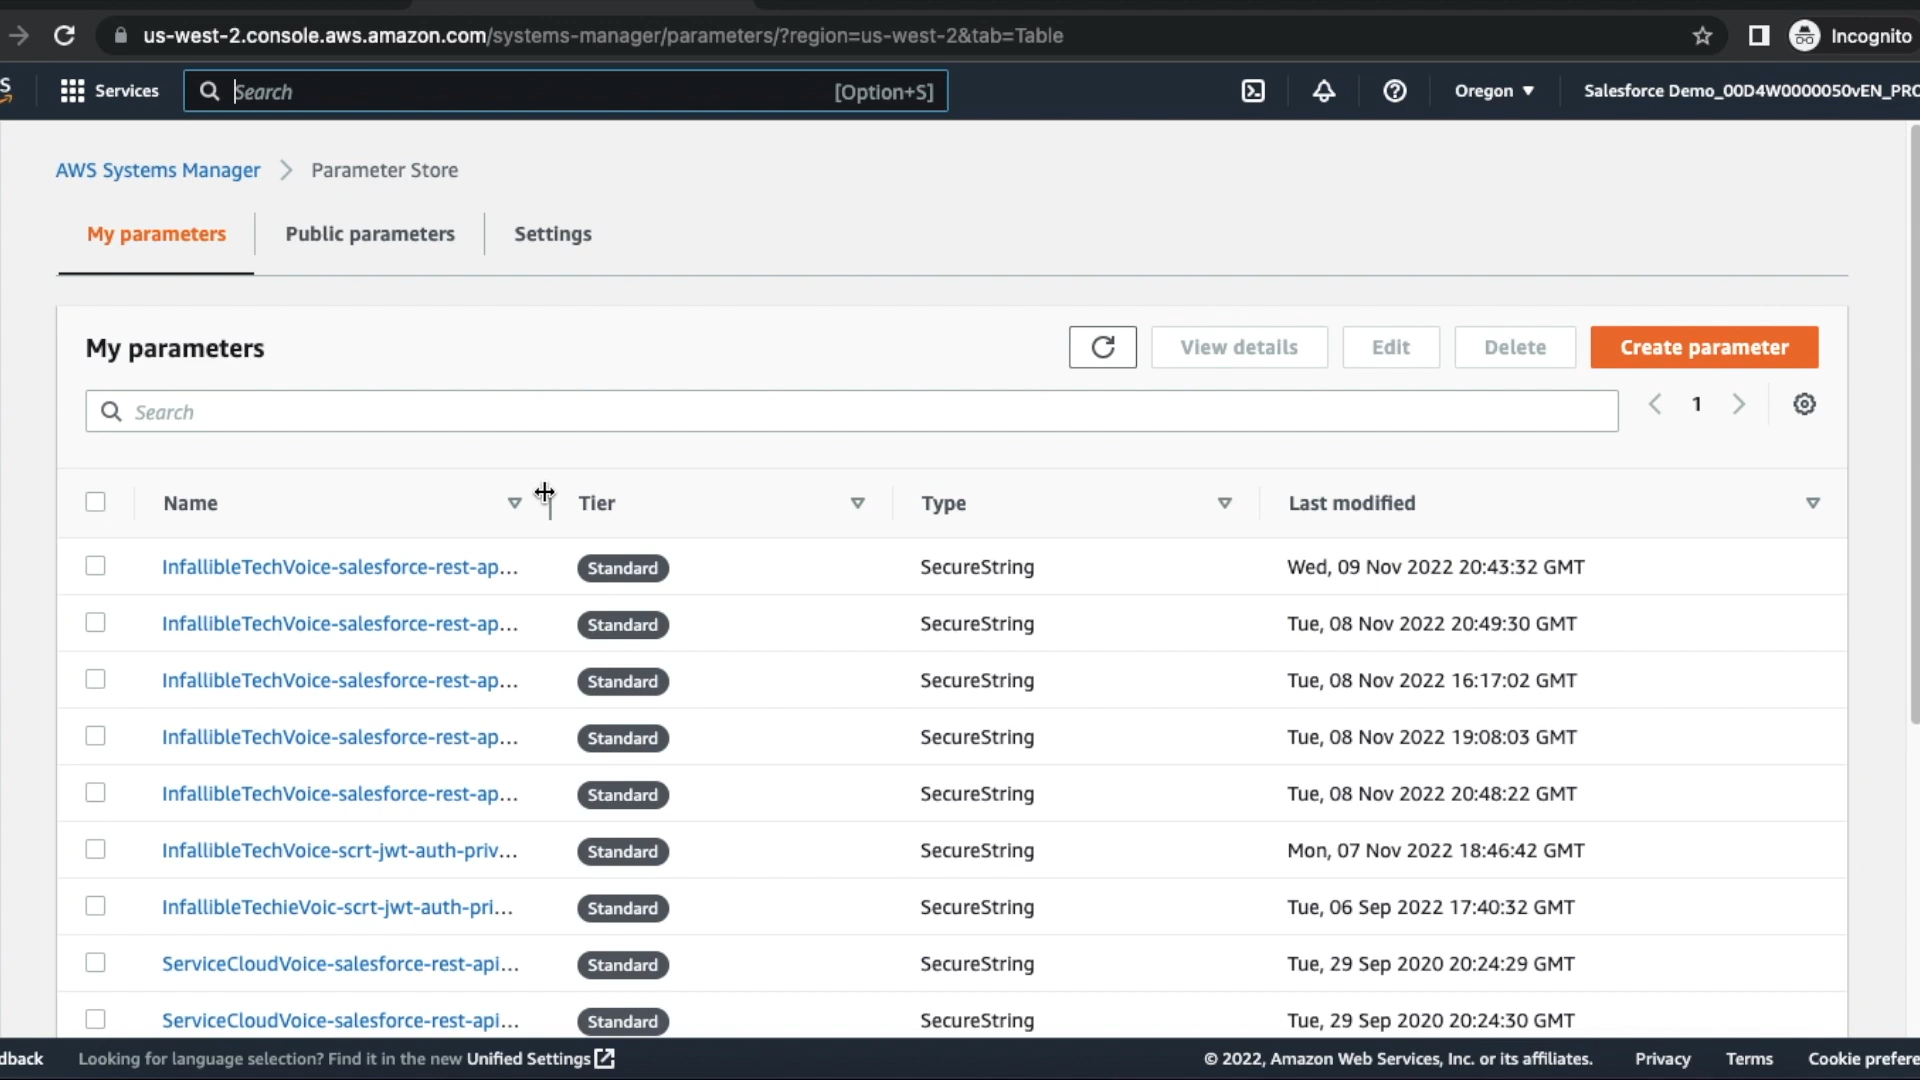 us-west-2.console.aws.amazon.com/systems-manager/parameters/?region=us-west-2&tab=Table
Incognito
Services
Search
[Option+S]
Oregon ▼
Salesforce Demo_00D4W0000050vEN_PRO
AWS Systems Manager > Parameter Store
My parameters
Public parameters
Settings
My parameters
View details
Edit
Delete
Create parameter
Search
1
Name
Tier
Type
Last modified
InfallibleTechVoice-salesforce-rest-ap... Standard SecureString Wed, 09 Nov 2022 20:43:32 GMT
InfallibleTechVoice-salesforce-rest-ap... Standard SecureString Tue, 08 Nov 2022 20:49:30 GMT
InfallibleTechVoice-salesforce-rest-ap... Standard SecureString Tue, 08 Nov 2022 16:17:02 GMT
InfallibleTechVoice-salesforce-rest-ap... Standard SecureString Tue, 08 Nov 2022 19:08:03 GMT
InfallibleTechVoice-salesforce-rest-ap... Standard SecureString Tue, 08 Nov 2022 20:48:22 GMT
InfallibleTechVoice-scrt-jwt-auth-priv... Standard SecureString Mon, 07 Nov 2022 18:46:42 GMT
InfallibleTechieVoic-scrt-jwt-auth-pri... Standard SecureString Tue, 06 Sep 2022 17:40:32 GMT
ServiceCloudVoice-salesforce-rest-api... Standard SecureString Tue, 29 Sep 2020 20:24:29 GMT
ServiceCloudVoice-salesforce-rest-api... Standard SecureString Tue, 29 Sep 2020 20:24:30 GMT
dback
Looking for language selection? Find it in the new Unified Settings
© 2022, Amazon Web Services, Inc. or its affiliates.
Privacy
Terms
Cookie prefere